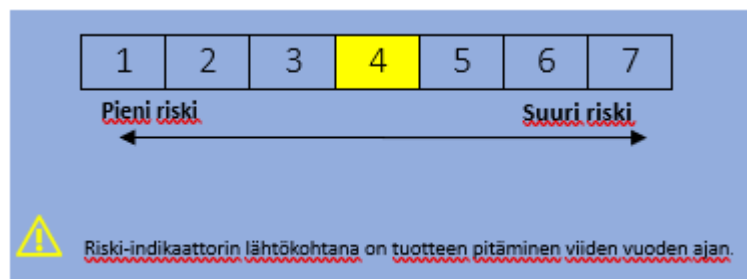 1 2 3 4 5 6 7
Pieni riski Suuri riski
Riski-indikaattorin lähtökohtana on tuotteen pitäminen viiden vuoden ajan.